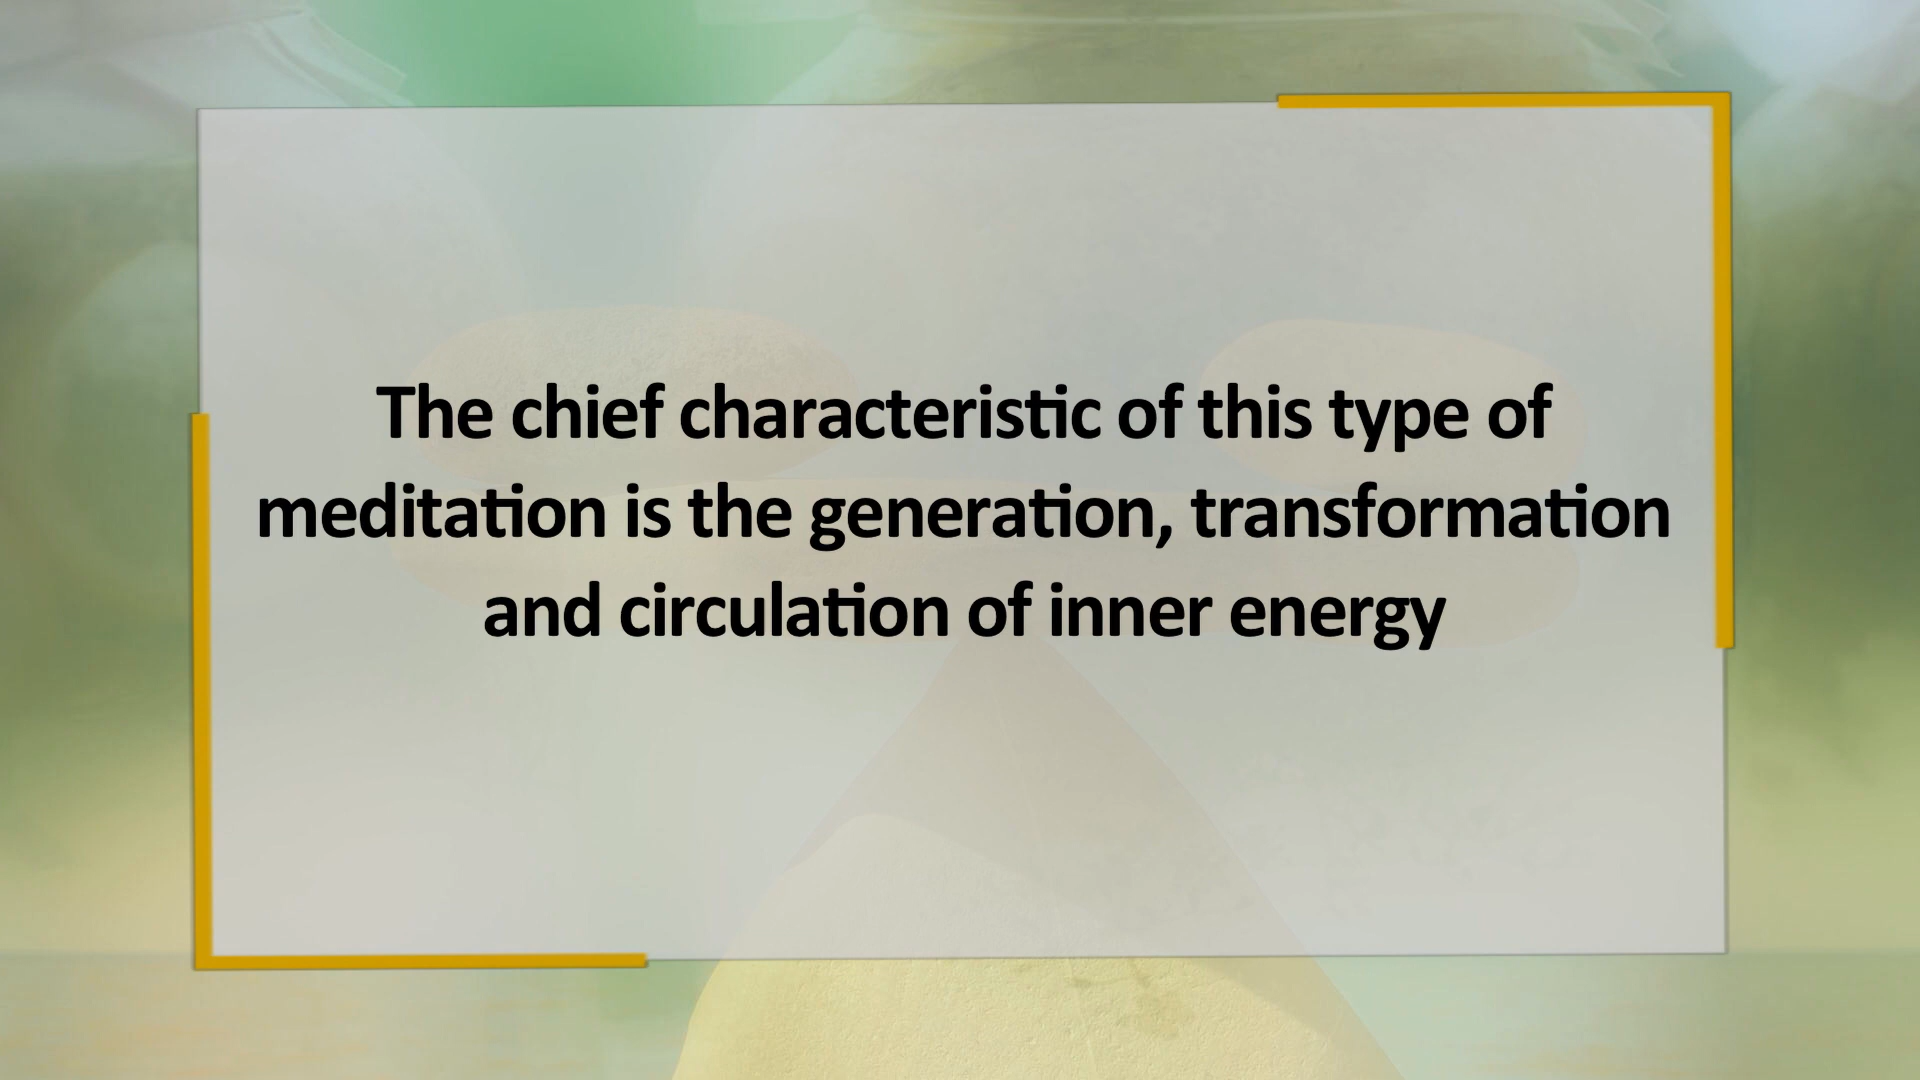 The chief characteristic of this type of
meditation is the generation, transformation
and circulation of inner energy